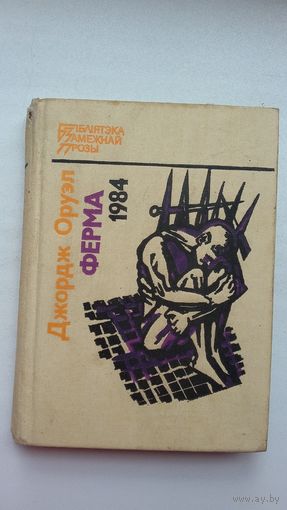 БІБЛІЯТЭКА
ЗАМЕЖНАЙ
ПРОЗЫ
Джордж Оруэл
ФЕРМА
1984
www.ay.by